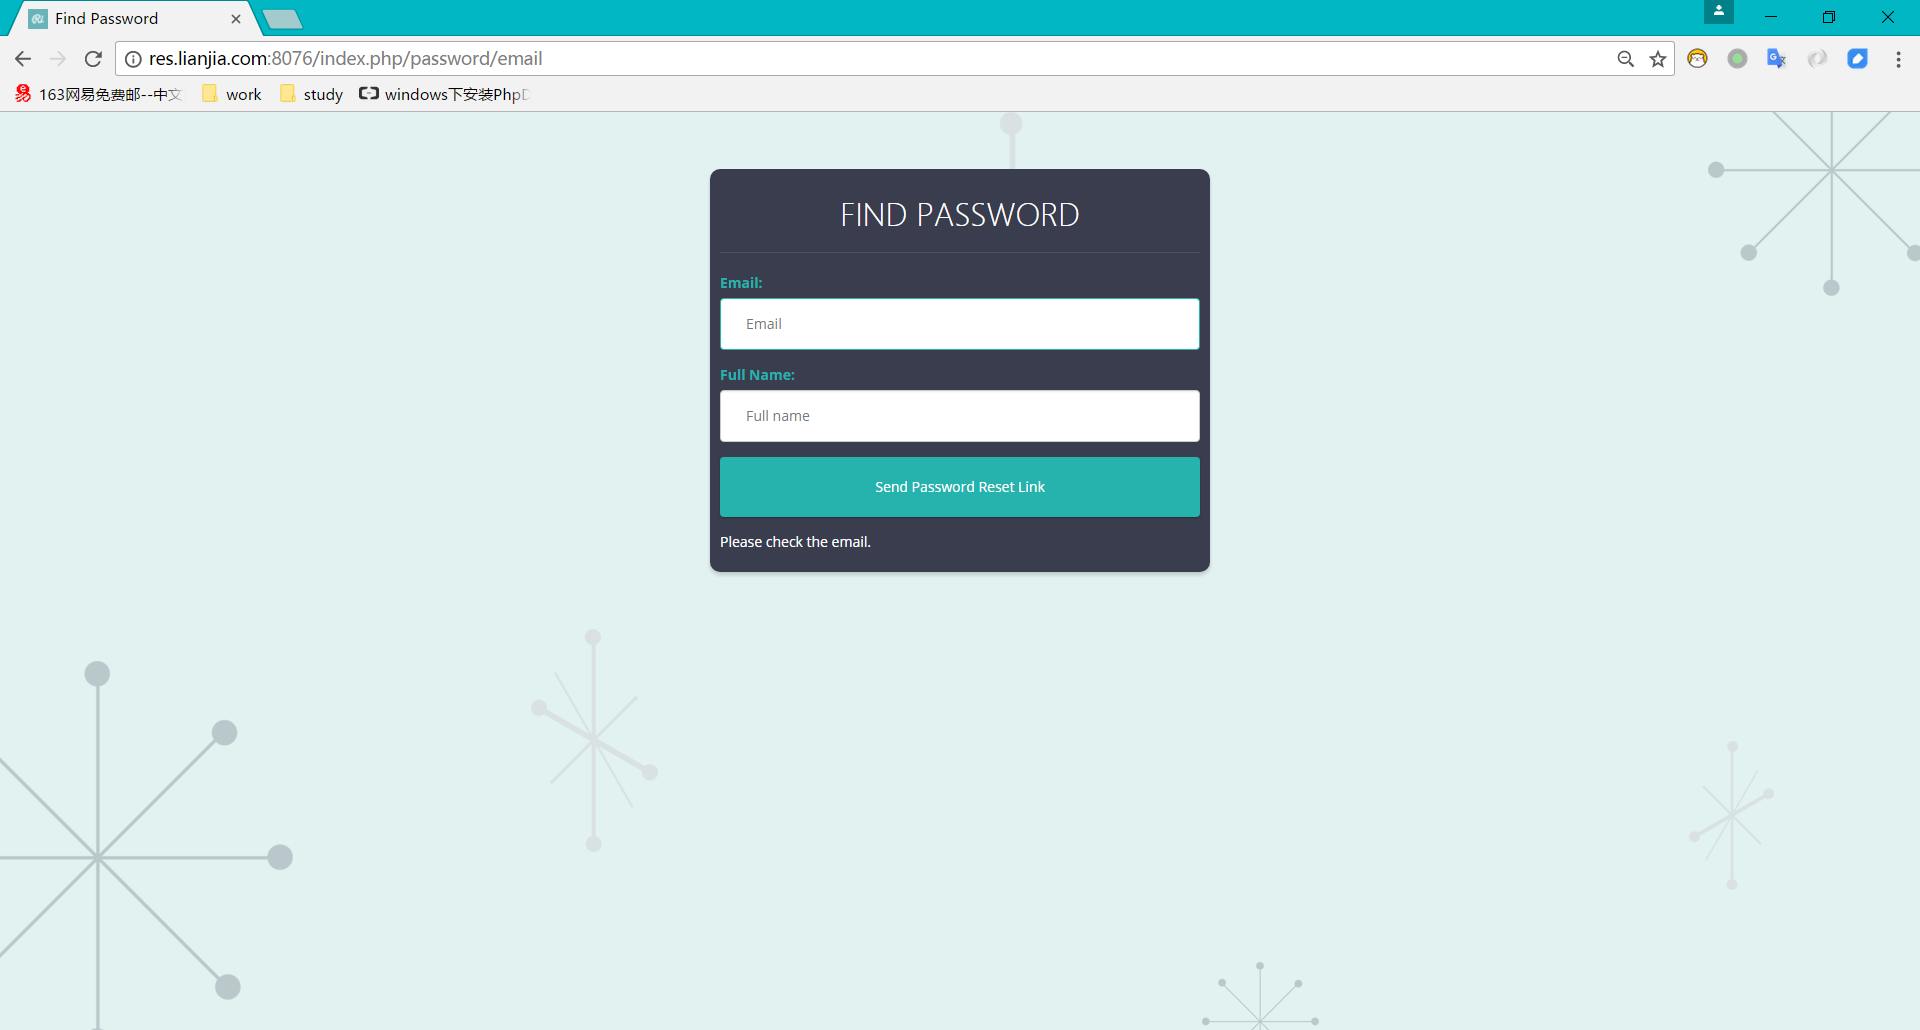 Find Password
res.lianjia.com:8076/index.php/password/email
163网易免费邮--中文
work
study
windows下安装Php
FIND PASSWORD
Email:
Email
Full Name:
Full name
Send Password Reset Link
Please check the email.